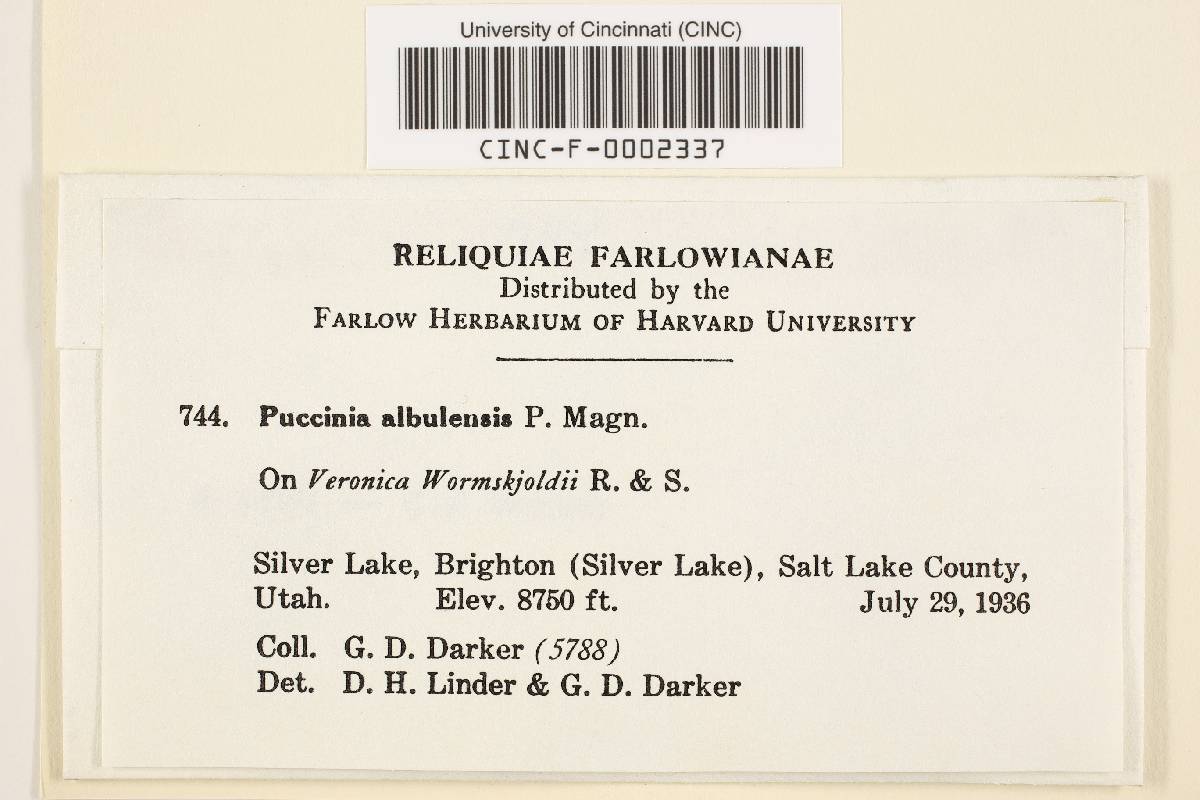 University of Cincinnati (CINC)
CINC-F-0002337
RELIQUIAE FARLOWIANAE
Distributed by the
FARLOW HERBARIUM OF HARVARD UNIVERSITY
744. Puccinia albulensis P. Magn.
On Veronica Wormskjoldii R. & S.
Silver Lake, Brighton (Silver Lake), Salt Lake County,
Utah. Elev. 8750 ft. July 29, 1936
Coll. G. D. Darker (5788)
Det. D. H. Linder & G. D. Darker